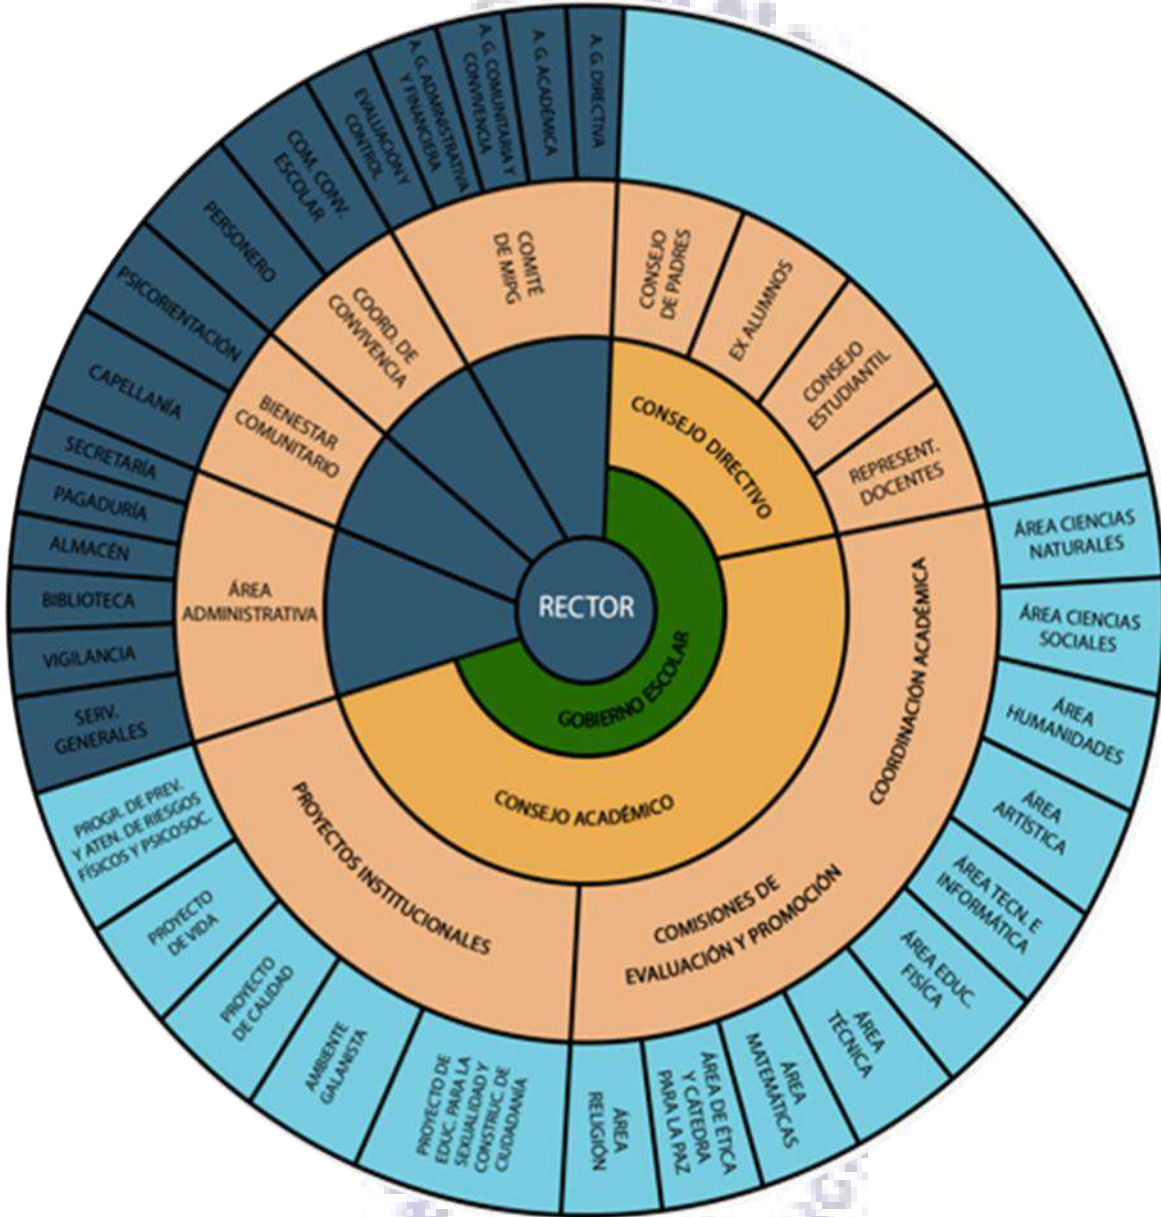 RECTOR
GOBIERNO ESCOLAR
CONSEJO DIRECTIVO
CONSEJO ACADÉMICO
COMITÉ
DE MIPG
CONSEJO
DE PADRES
EX ALUMNOS
CONSEJO
ESTUDIANTIL
REPRESENT.
DOCENTES
COORDINACIÓN ACADÉMICA
COMISIONES DE
EVALUACIÓN Y PROMOCIÓN
PROYECTOS INSTITUCIONALES
ÁREA
ADMINISTRATIVA
BIENESTAR
COMUNITARIO
COORD. DE
CONVIVENCIA
A. G. DIRECTIVA
ÁREA CIENCIAS
NATURALES
ÁREA CIENCIAS
SOCIALES
ÁREA
HUMANIDADES
ÁREA
ARTÍSTICA
ÁREA TECN. E
INFORMÁTICA
ÁREA EDUC.
FISÍCA
ÁREA
TÉCNICA
ÁREA
MATEMÁTICAS
ÁREA DE ÉTICA
Y CÁTEDRA
PARA LA PAZ
ÁREA
RELIGIÓN
PROYECTO DE
EDUC. PARA LA
SEXUALIDAD Y
CONSTRUC. DE
CIUDADANÍA
AMBIENTE
GALANISTA
PROYECTO
DE CALIDAD
PROYECTO
DE VIDA
PROGR. DE PREV.
Y ATEN. DE RIESGOS
FÍSICOS Y PSICOSOC.
SERV.
GENERALES
VIGILANCIA
BIBLIOTECA
ALMACÉN
PAGADURÍA
SECRETARÍA
CAPELLANÍA
PSICORIENTACIÓN
PERSONERO
COM. CONV.
ESCOLAR
EVALUACIÓN Y
CONTROL
A. G. ADMINISTRATIVA
Y FINANCIERA
A. G. COMUNITARIA Y
CONVIVENCIA
A. G. ACADÉMICA